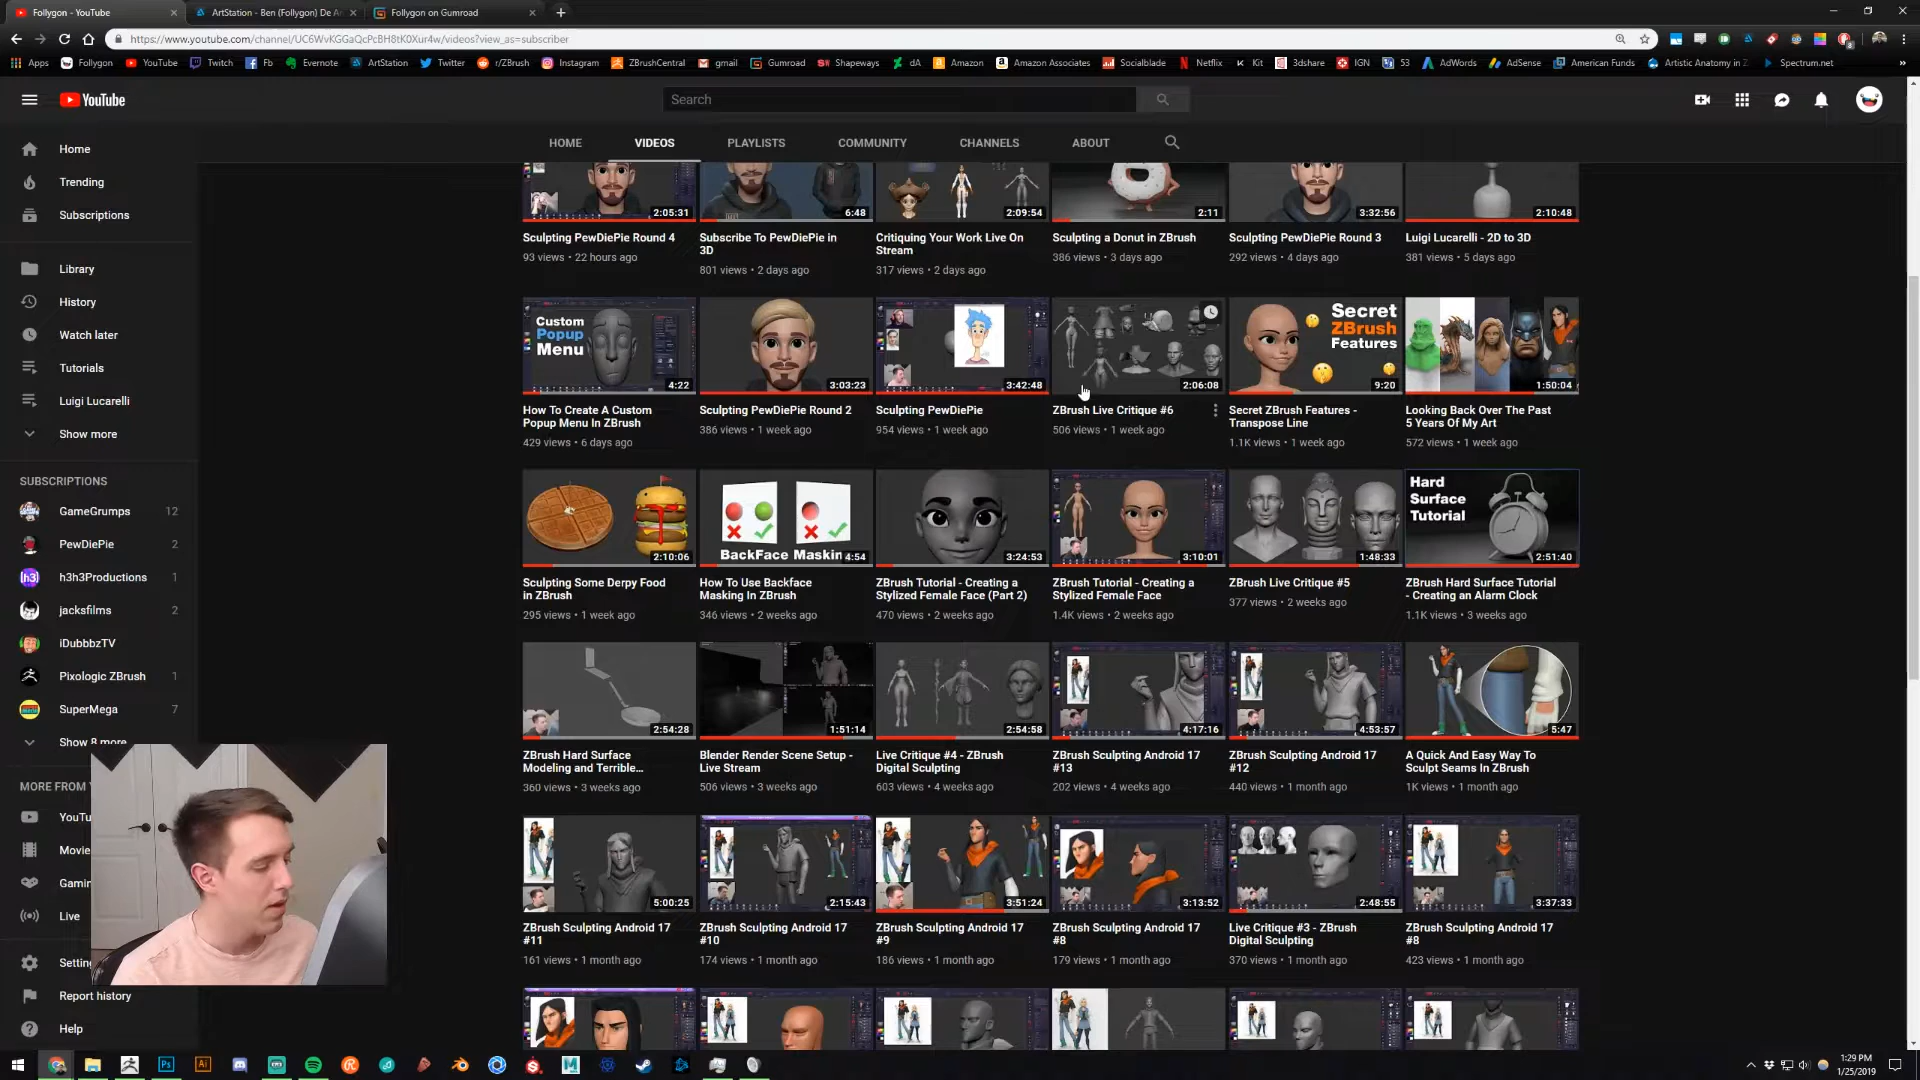 Follygon - YouTube
ArtStation - Ben (Follygon) De A
Follygon on Gumroad
https://www.youtube.com/channel/UC6WvKGGaQcPcBH8tK0Xur4w/videos?view_as=subscriber
Apps Follygon YouTube Twitch Fb Evernote ArtStation Twitter r/ZBrush Instagram ZBrushCentral gmail Gumroad Shapeways dA Amazon Amazon Associates Socialblade Netflix Kit 3dshare IGN 53 AdWords AdSense American Funds Artistic Anatomy in Z Spectrum.net
YouTube
Search
HOME VIDEOS PLAYLISTS COMMUNITY CHANNELS ABOUT
Home
Trending
Subscriptions
Library
History
Watch later
Tutorials
Luigi Lucarelli
Show more
SUBSCRIPTIONS
GameGrumps 12
PewDiePie 2
h3h3Productions 1
jacksfilms 2
iDubbbzTV
Pixologic ZBrush 1
SuperMega 7
Show 8 more
MORE FROM
YouTu
Movie
Gamin
Live
Settin
Report history
Help
2:05:31 6:48 2:09:54 2:11 3:32:56 2:10:48
Sculpting PewDiePie Round 4
93 views • 22 hours ago
Subscribe To PewDiePie in
3D
801 views • 2 days ago
Critiquing Your Work Live On
Stream
317 views • 2 days ago
Sculpting a Donut in ZBrush
386 views • 3 days ago
Sculpting PewDiePie Round 3
292 views • 4 days ago
Luigi Lucarelli - 2D to 3D
381 views • 5 days ago
Custom
Popup
Menu
4:22
3:03:23
3:42:48
2:06:08
Secret
ZBrush
Features
9:20
1:50:04
How To Create A Custom
Popup Menu In ZBrush
429 views • 6 days ago
Sculpting PewDiePie Round 2
386 views • 1 week ago
Sculpting PewDiePie
954 views • 1 week ago
ZBrush Live Critique #6
506 views • 1 week ago
Secret ZBrush Features -
Transpose Line
1.1K views • 1 week ago
Looking Back Over The Past
5 Years Of My Art
572 views • 1 week ago
2:10:06
BackFace Maskin
4:54
3:24:53
3:10:01
1:48:33
Hard
Surface
Tutorial
2:51:40
Sculpting Some Derpy Food
in ZBrush
295 views • 1 week ago
How To Use Backface
Masking In ZBrush
346 views • 2 weeks ago
ZBrush Tutorial - Creating a
Stylized Female Face (Part 2)
470 views • 2 weeks ago
ZBrush Tutorial - Creating a
Stylized Female Face
1.4K views • 2 weeks ago
ZBrush Live Critique #5
377 views • 2 weeks ago
ZBrush Hard Surface Tutorial
- Creating an Alarm Clock
1.1K views • 3 weeks ago
2:54:28 1:51:14 2:54:58 4:17:16 4:53:57 5:47
ZBrush Hard Surface
Modeling and Terrible...
360 views • 3 weeks ago
Blender Render Scene Setup -
Live Stream
506 views • 3 weeks ago
Live Critique #4 - ZBrush
Digital Sculpting
603 views • 4 weeks ago
ZBrush Sculpting Android 17
#13
202 views • 4 weeks ago
ZBrush Sculpting Android 17
#12
440 views • 1 month ago
A Quick And Easy Way To
Sculpt Seams In ZBrush
1K views • 1 month ago
5:00:25 2:15:43 3:51:24 3:13:52 2:48:55 3:37:33
ZBrush Sculpting Android 17
#11
161 views • 1 month ago
ZBrush Sculpting Android 17
#10
174 views • 1 month ago
ZBrush Sculpting Android 17
#9
186 views • 1 month ago
ZBrush Sculpting Android 17
#8
179 views • 1 month ago
Live Critique #3 - ZBrush
Digital Sculpting
370 views • 1 month ago
ZBrush Sculpting Android 17
#8
423 views • 1 month ago
1:29 PM
1/25/2019